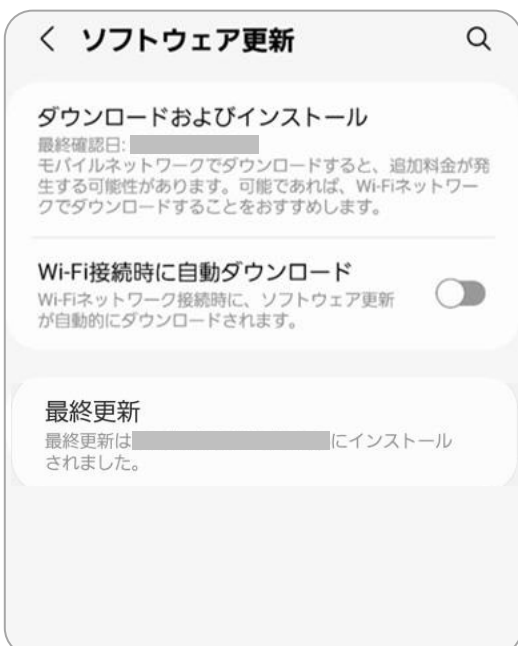 ソフトウェア更新
ダウンロードおよびインストール
最終確認日:
モバイルネットワークでダウンロードすると、追加料金が発
生する可能性があります。可能であれば、Wi-Fiネットワー
クでダウンロードすることをおすすめします。
Wi-Fi接続時に自動ダウンロード
Wi-Fiネットワーク接続時に、ソフトウェア更新
が自動的にダウンロードされます。
最終更新
最終更新は にインストール
されました。